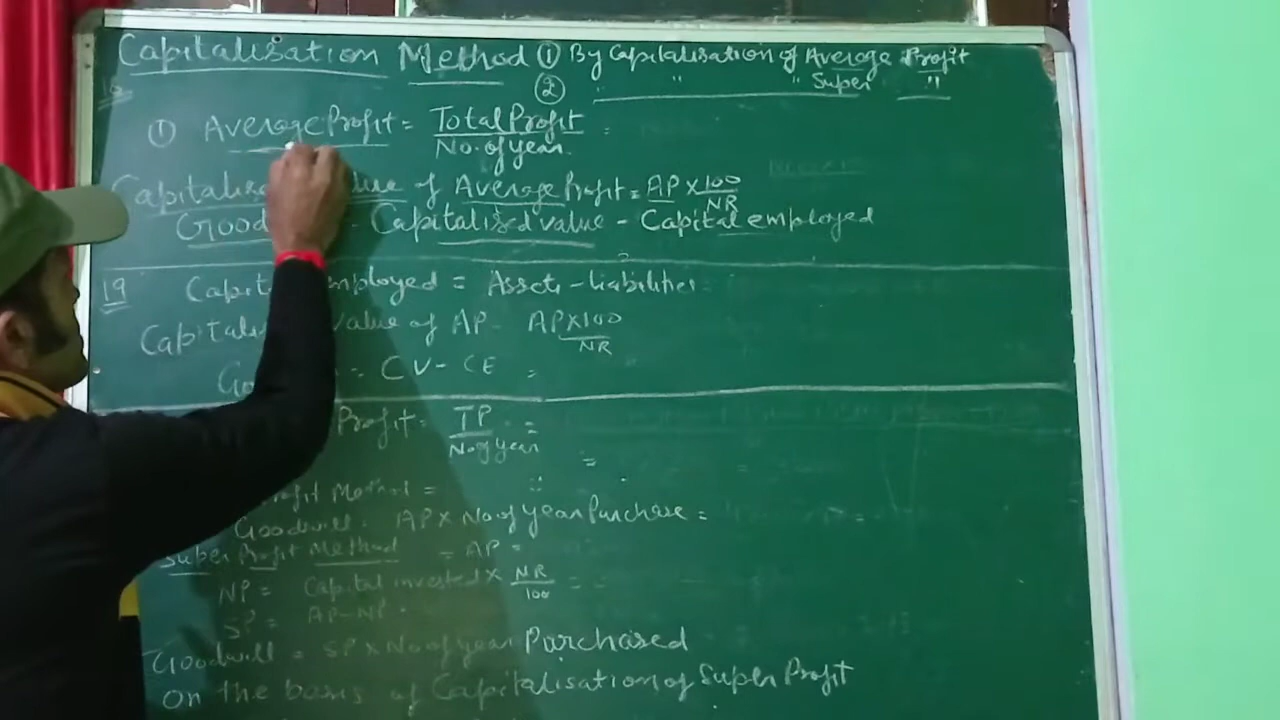 Capitalisation Method ① By Capitalisation of Average Profit
② " " Super "
① Average Profit = Total Profit / No. of year =
Value of Average Profit = AP × 100 / NR
Good - Capitalised value - Capital employed
19 employed = Assets - Liabilities =
Value of AP - AP × 100 / NR
- CV - CE =
Profit = TP / No of year =
=
Method =
Goodwill = AP × No of year Purchase =
Super Profit Method = AP =
NP = Capital invested × NR / 100 =
SP = AP - NP
Goodwill = SP × No of year Purchased
On the basis of Capitalisation of Super Profit